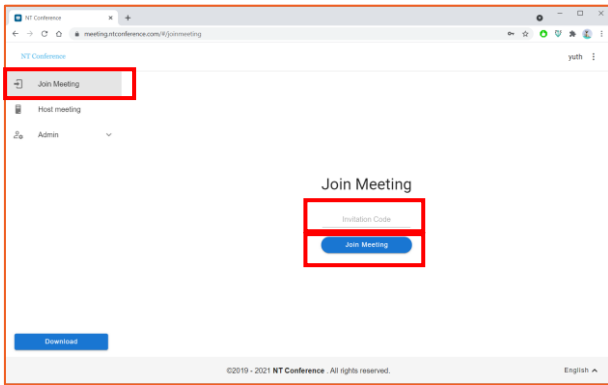 NT Conference
meeting.ntconference.com/#/joinmeeting
NT Conference
yuth
Join Meeting
Host meeting
Admin
Join Meeting
Invitation Code
Join Meeting
Download
©2019 - 2021 NT Conference . All rights reserved.
English